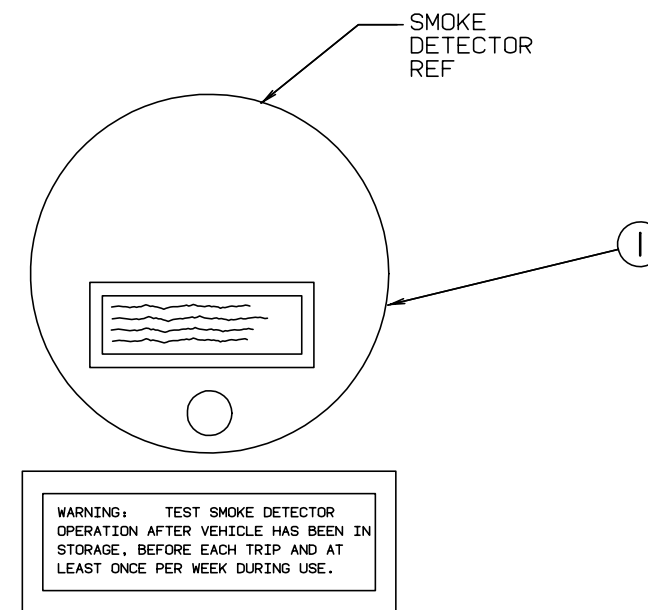 SMOKE
DETECTOR
REF
1
WARNING: TEST SMOKE DETECTOR
OPERATION AFTER VEHICLE HAS BEEN IN
STORAGE, BEFORE EACH TRIP AND AT
LEAST ONCE PER WEEK DURING USE.